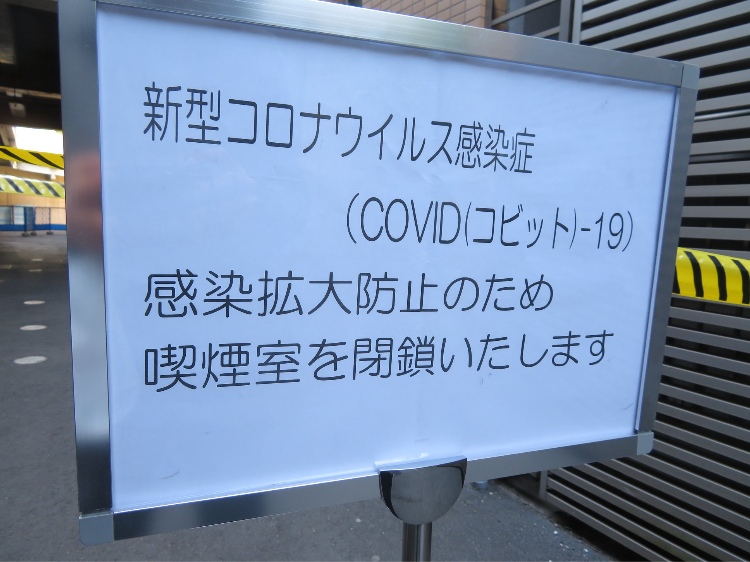 新型コロナウイルス感染症
（COVID(コビット)-19）
感染拡大防止のため
喫煙室を閉鎖いたします